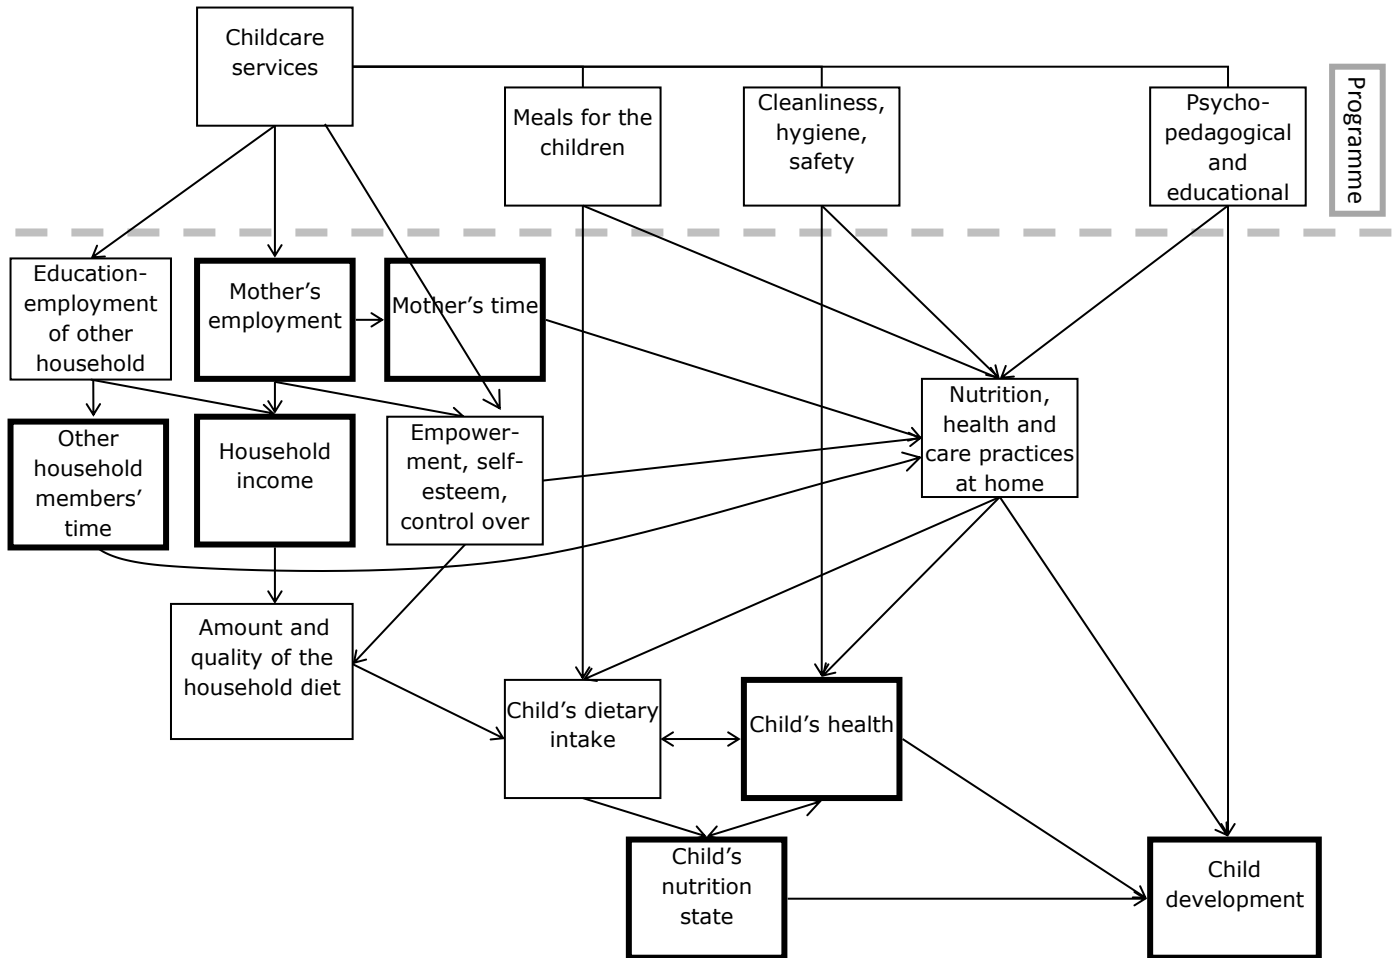 Childcare
services
Meals for the
children
Cleanliness,
hygiene,
safety
Psycho-
pedagogical
and
educational
Programme
Education-
employment
of other
household
Mother's
employment
Mother's time
Other
household
members'
time
Household
income
Empower-
ment, self-
esteem,
control over
Nutrition,
health and
care practices
at home
Amount and
quality of the
household diet
Child's dietary
intake
Child's health
Child's
nutrition
state
Child
development